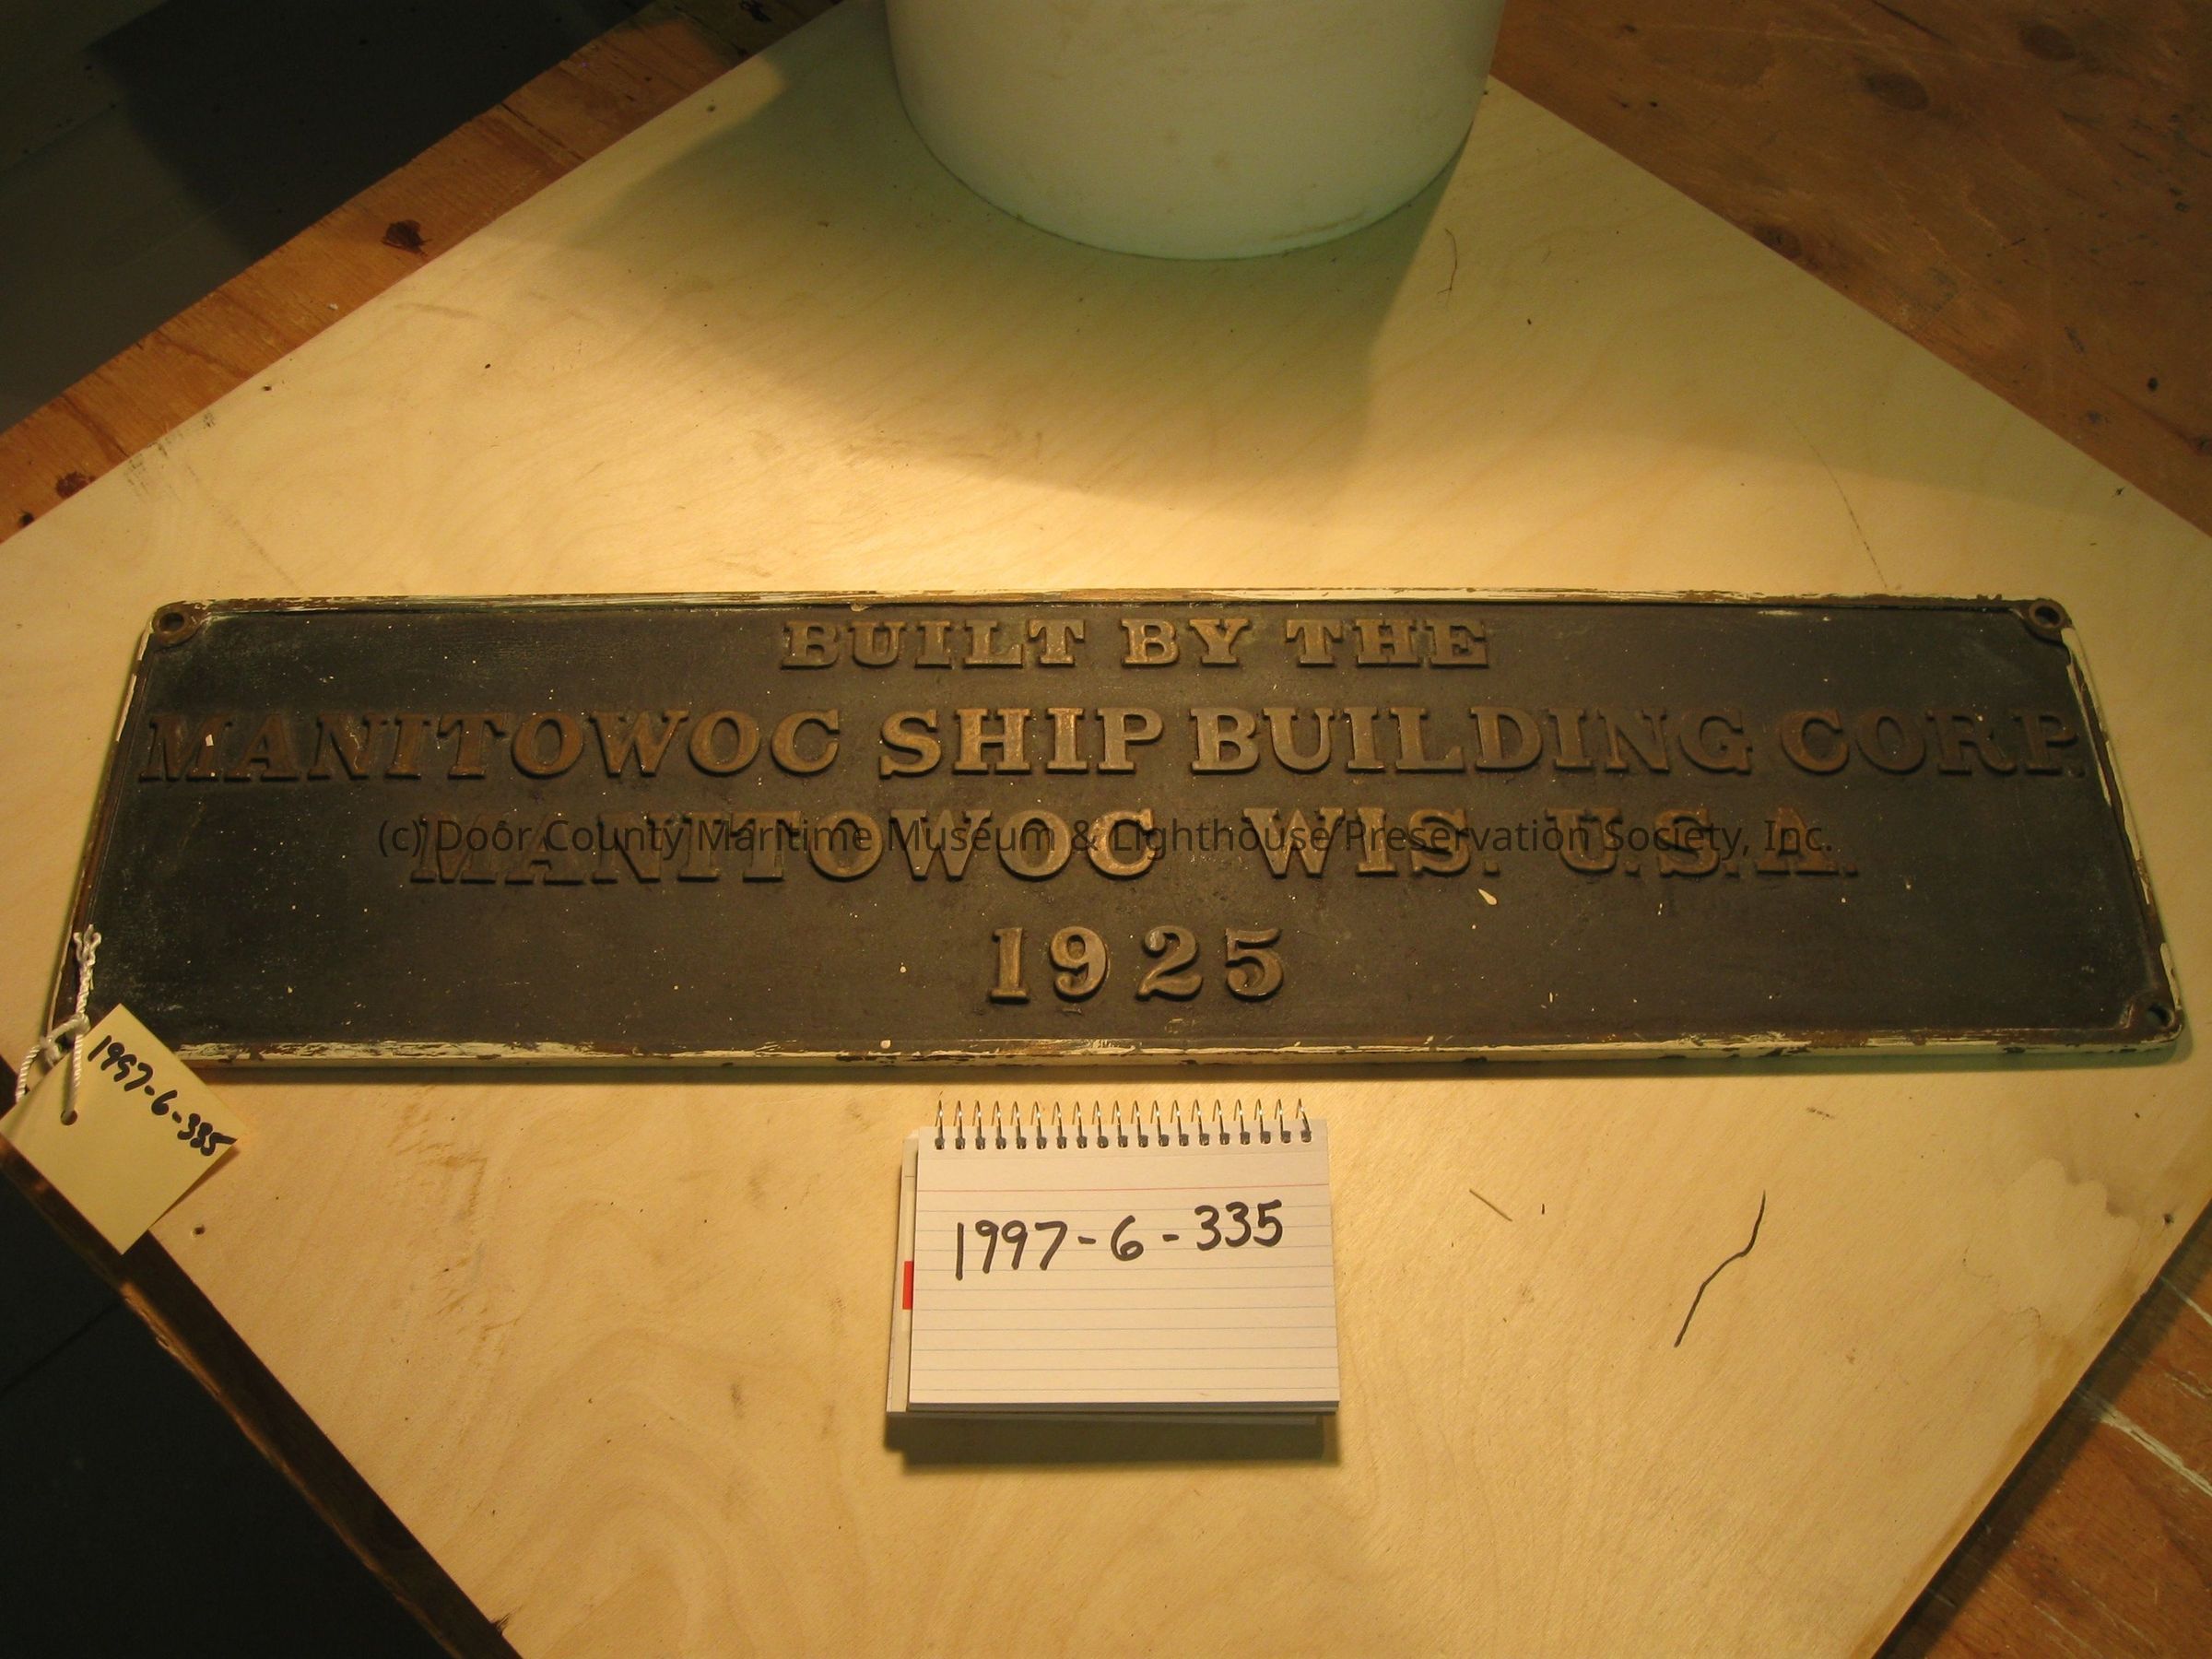 BUILT BY THE
MANITOWOC SHIP BUILDING CORP.
MANITOWOC WIS. U.S.A.
(c) Door County Maritime Museum & Lighthouse Preservation Society, Inc.
1925
1997-6-335
1997-6-335